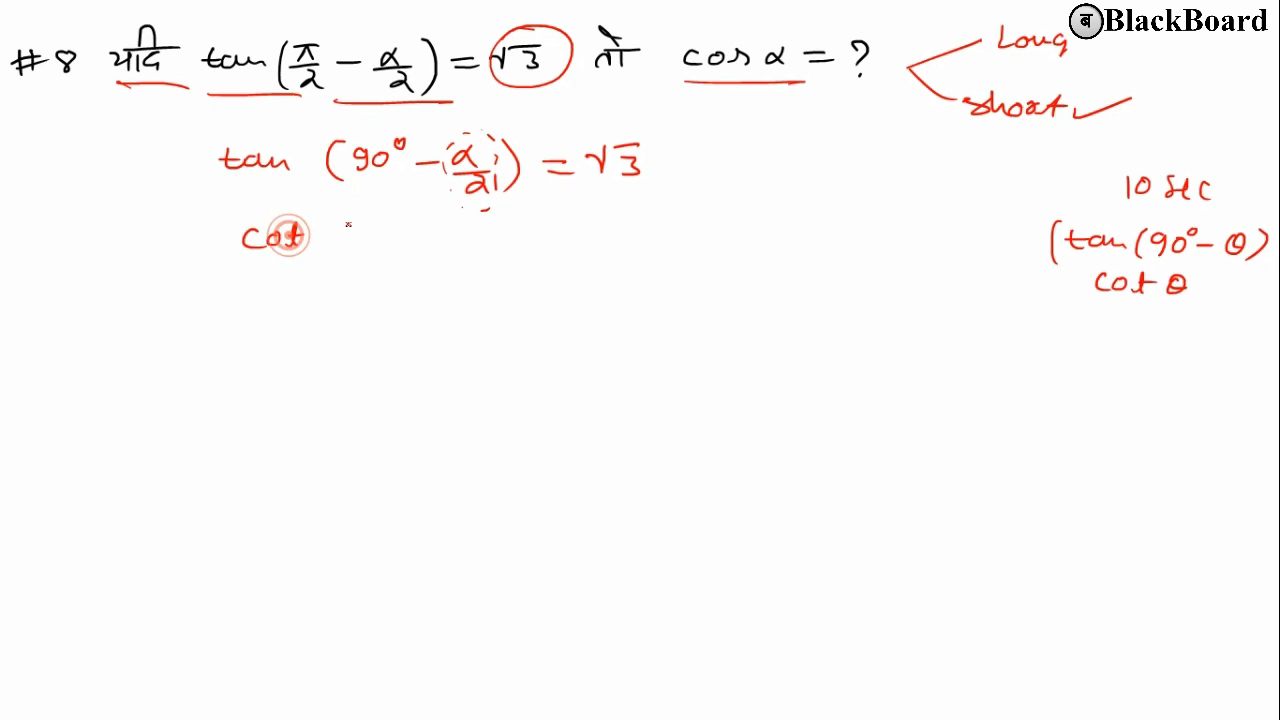 ब BlackBoard
#8 यदि tan(π/2 − α/2) = √3 तो cos α = ?
Long
Short ✓
tan (90° − α/2) = √3
10 Sec
(tan(90° − θ)
cot θ
cot